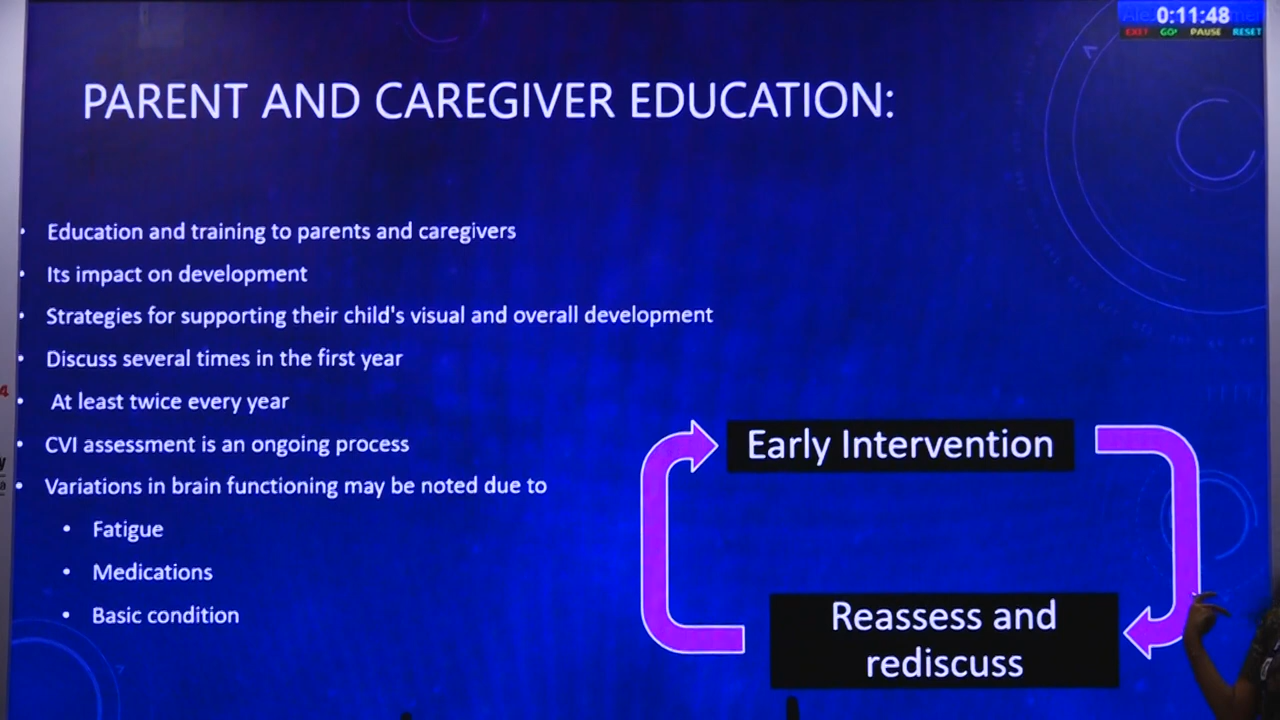 0:11:48
EXIT GO! PAUSE RESET
PARENT AND CAREGIVER EDUCATION:
• Education and training to parents and caregivers
• Its impact on development
• Strategies for supporting their child's visual and overall development
• Discuss several times in the first year
• At least twice every year
• CVI assessment is an ongoing process
• Variations in brain functioning may be noted due to
• Fatigue
• Medications
• Basic condition
Early Intervention
Reassess and
rediscuss
4
y
a